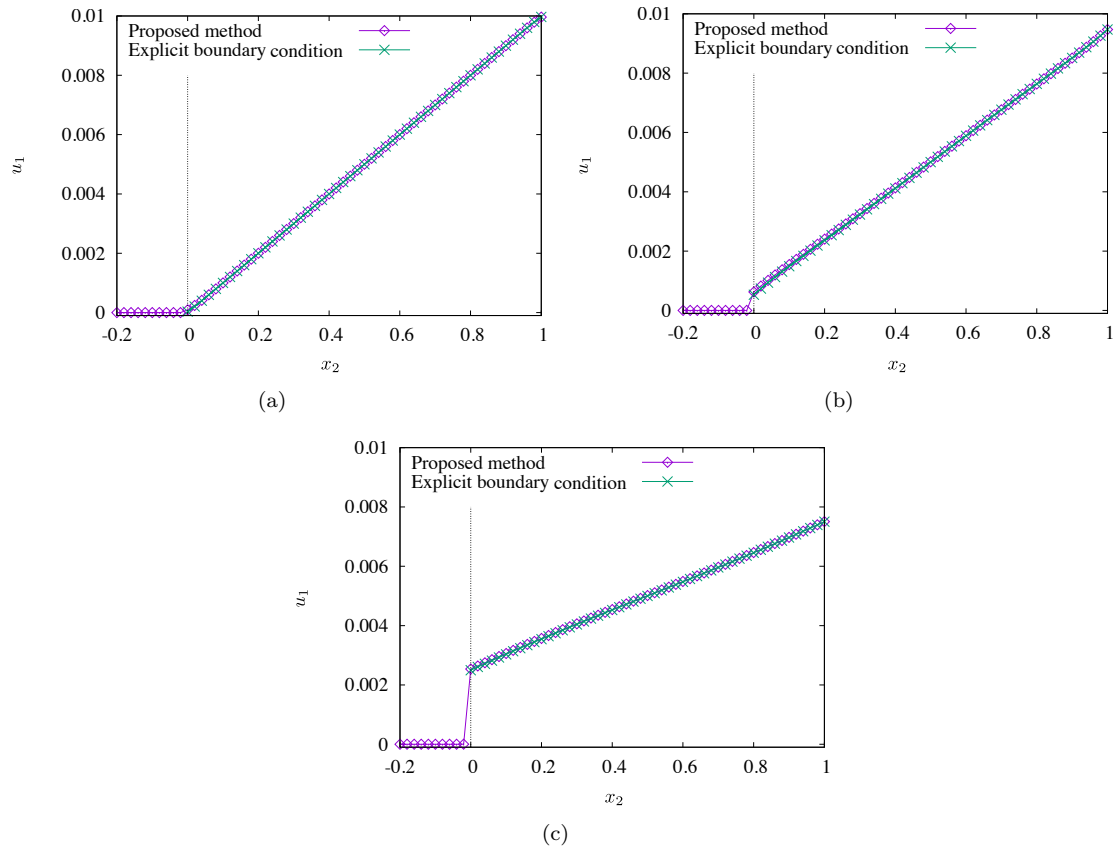 Proposed method
Explicit boundary condition
0.01
0.008
0.006
0.004
0.002
0
u₁
-0.2 0 0.2 0.4 0.6 0.8 1
x₂
(a)
Proposed method
Explicit boundary condition
0.01
0.008
0.006
0.004
0.002
0
u₁
-0.2 0 0.2 0.4 0.6 0.8 1
x₂
(b)
Proposed method
Explicit boundary condition
0.01
0.008
0.006
0.004
0.002
0
u₁
-0.2 0 0.2 0.4 0.6 0.8 1
x₂
(c)